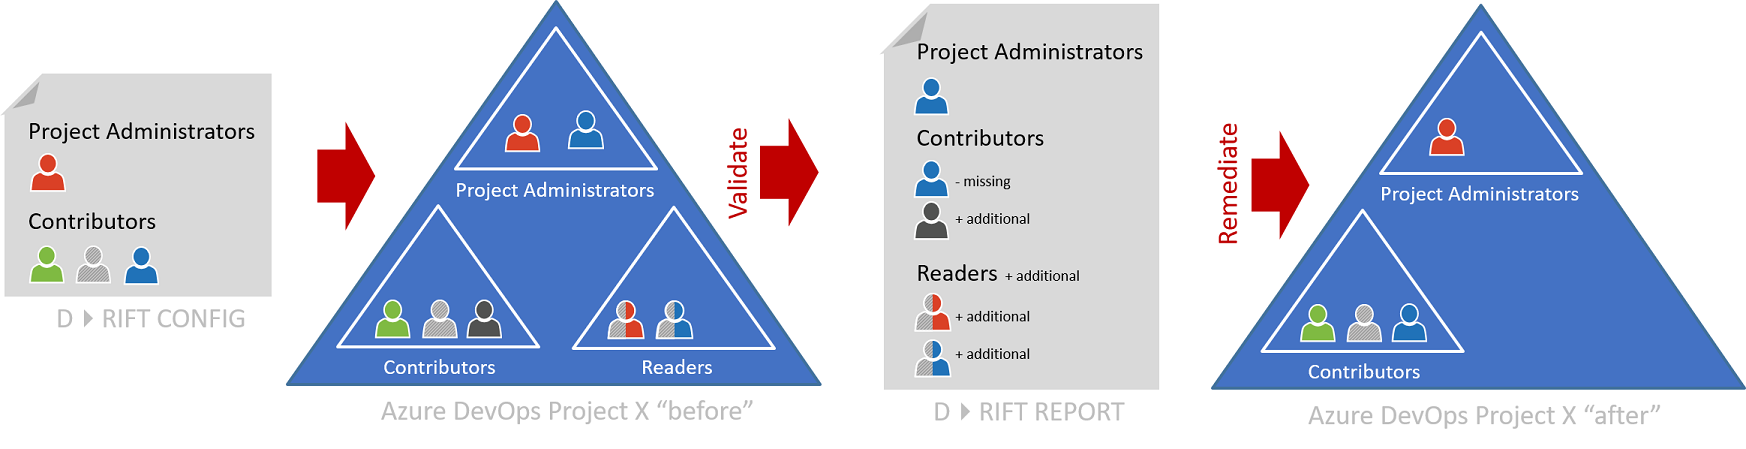 Project Administrators
Contributors
D RIFT CONFIG
Project Administrators
Contributors
Readers
Azure DevOps Project X “before”
Validate
Project Administrators
Contributors
- missing
+ additional
Readers + additional
+ additional
+ additional
D RIFT REPORT
Remediate
Project Administrators
Contributors
Azure DevOps Project X “after”